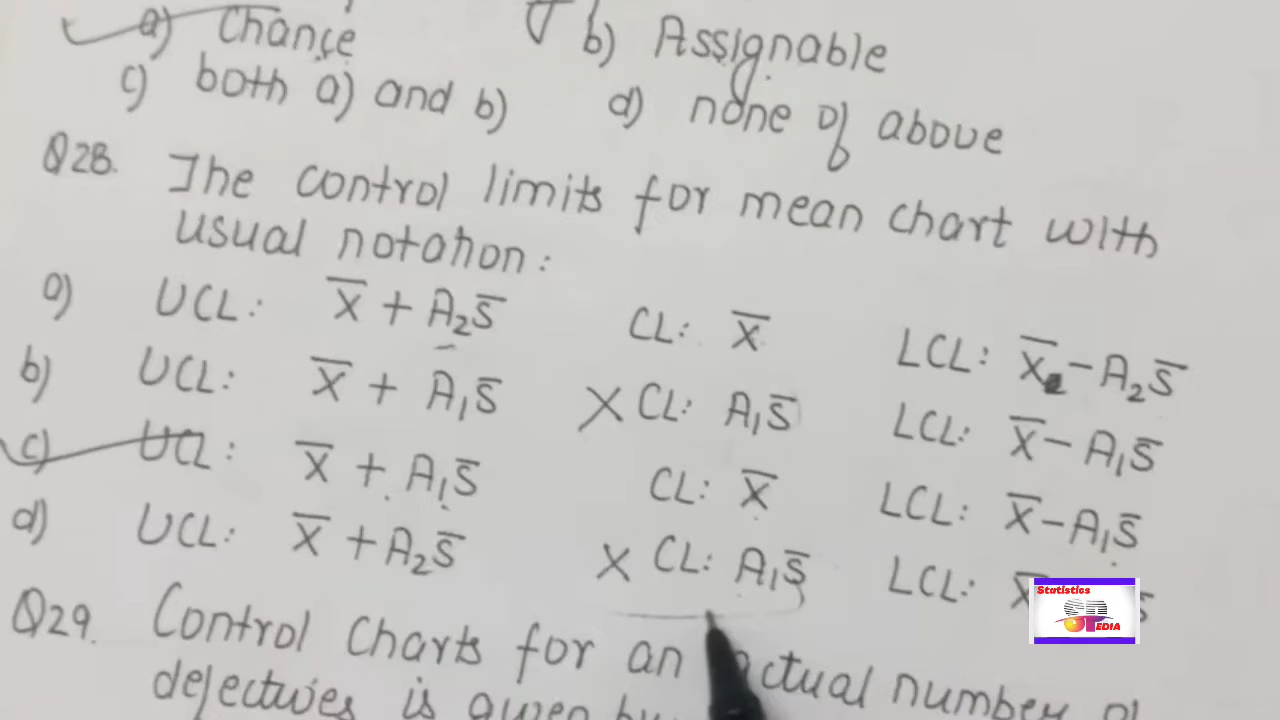 a) Chance b) Assignable
c) both a) and b) d) none of above
Q28. The control limits for mean chart with
usual notation:
a) UCL: X̅ + A₂s̅ CL: X̅ LCL: X̅ - A₂s̅
b) UCL: X̅ + A₁s̅ X CL: A₁s̅ LCL: X̅ - A₁s̅
c) UCL: X̅ + A₁s̅ CL: X̅ LCL: X̅ - A₁s̅
d) UCL: X̅ + A₂s̅ X CL: A₁s̅ LCL: X̅
Statistics
PEDIA
Q29. Control Charts for an actual number
defectives is given